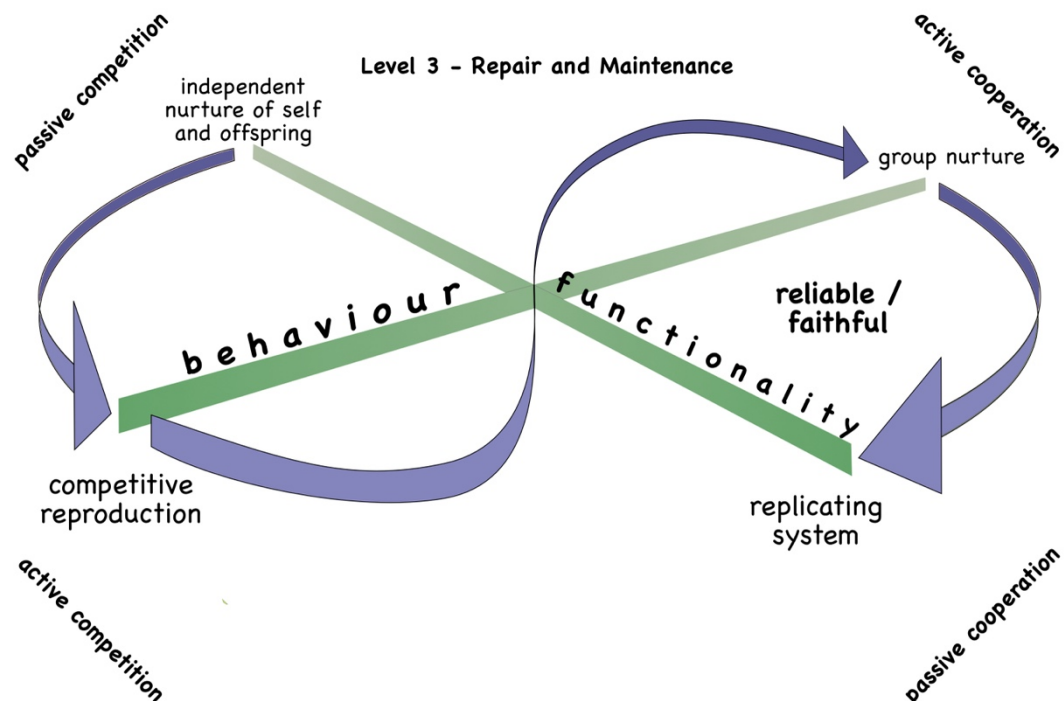 passive competition
active cooperation
Level 3 - Repair and Maintenance
independent
nurture of self
and offspring
group nurture
behaviour
functionality
reliable /
faithful
competitive
reproduction
replicating
system
active competition
passive cooperation